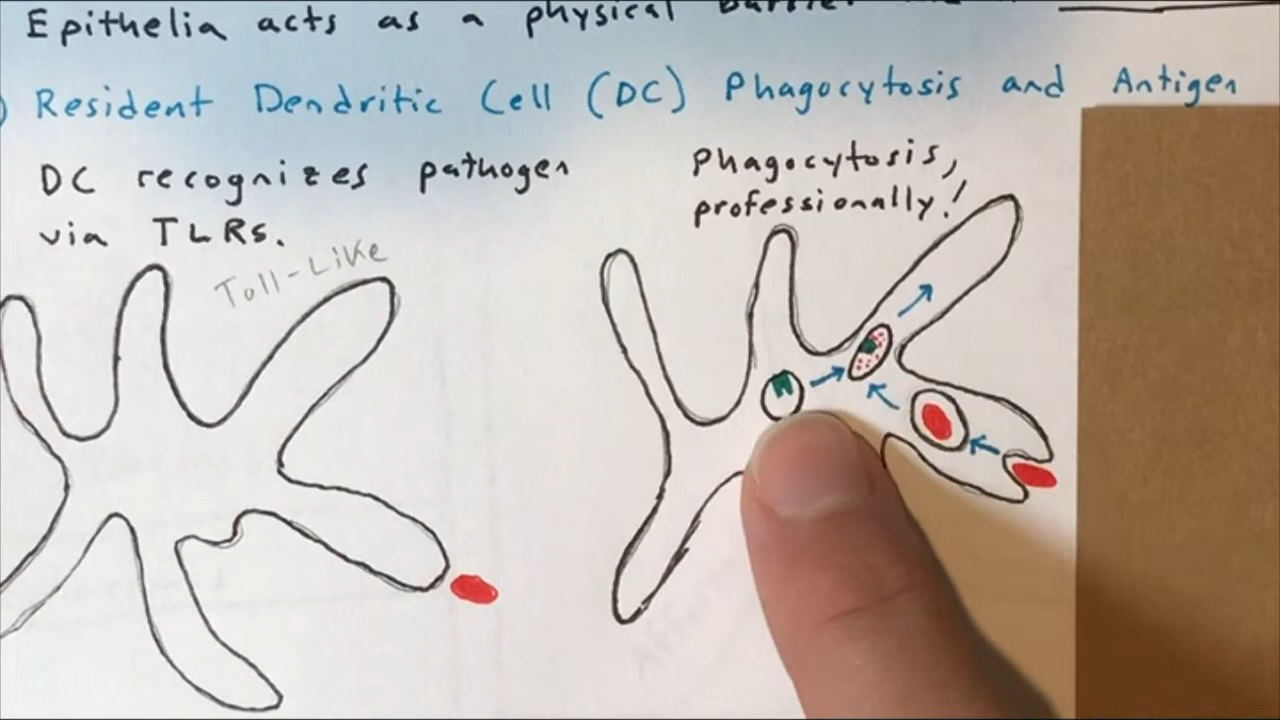 Epithelia acts as a physical barrier
) Resident Dendritic Cell (DC) Phagocytosis and Antigen
DC recognizes pathogen
via TLRs.
Toll-Like
Phagocytosis,
professionally!